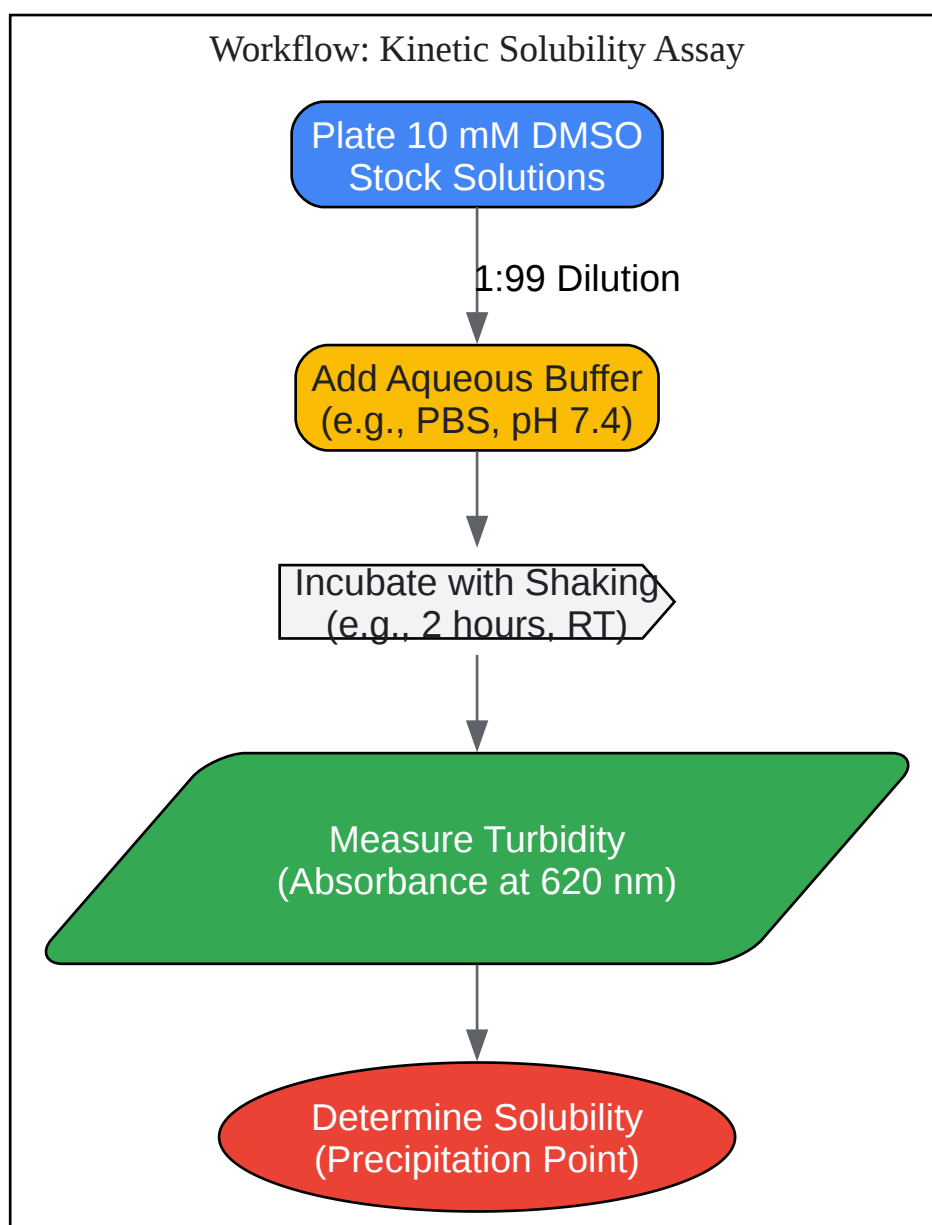 Workflow: Kinetic Solubility Assay
Plate 10 mM DMSO
Stock Solutions
1:99 Dilution
Add Aqueous Buffer
(e.g., PBS, pH 7.4)
Incubate with Shaking
(e.g., 2 hours, RT)
Measure Turbidity
(Absorbance at 620 nm)
Determine Solubility
(Precipitation Point)